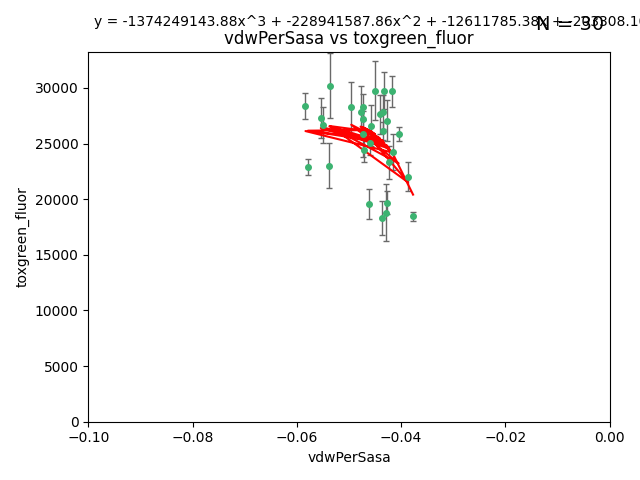 y = -1374249143.88x^3 + -228941587.86x^2 + -12611785.38x + 
N = 30
vdwPerSasa vs toxgreen_fluor
toxgreen_fluor
30000
25000
20000
15000
10000
5000
0
−0.10
−0.08
−0.06
−0.04
−0.02
0.00
vdwPerSasa